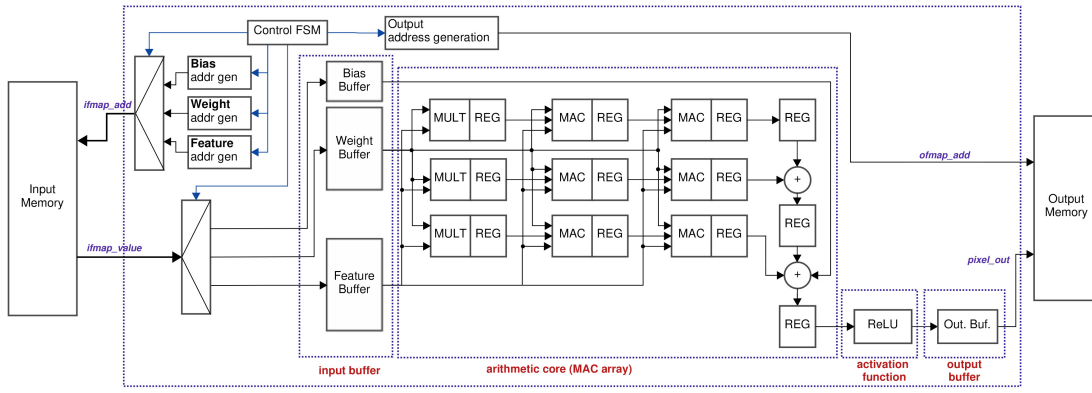 Control FSM
Output
address generation
Bias
addr gen
Weight
addr gen
Feature
addr gen
ifmap_add
Input
Memory
ifmap_value
Bias
Buffer
Weight
Buffer
Feature
Buffer
MULT REG MAC REG MAC REG REG
MULT REG MAC REG MAC REG +
MULT REG MAC REG MAC REG REG
+
REG
ReLU
Out. Buf.
ofmap_add
pixel_out
Output
Memory
input buffer
arithmetic core (MAC array)
activation
function
output
buffer